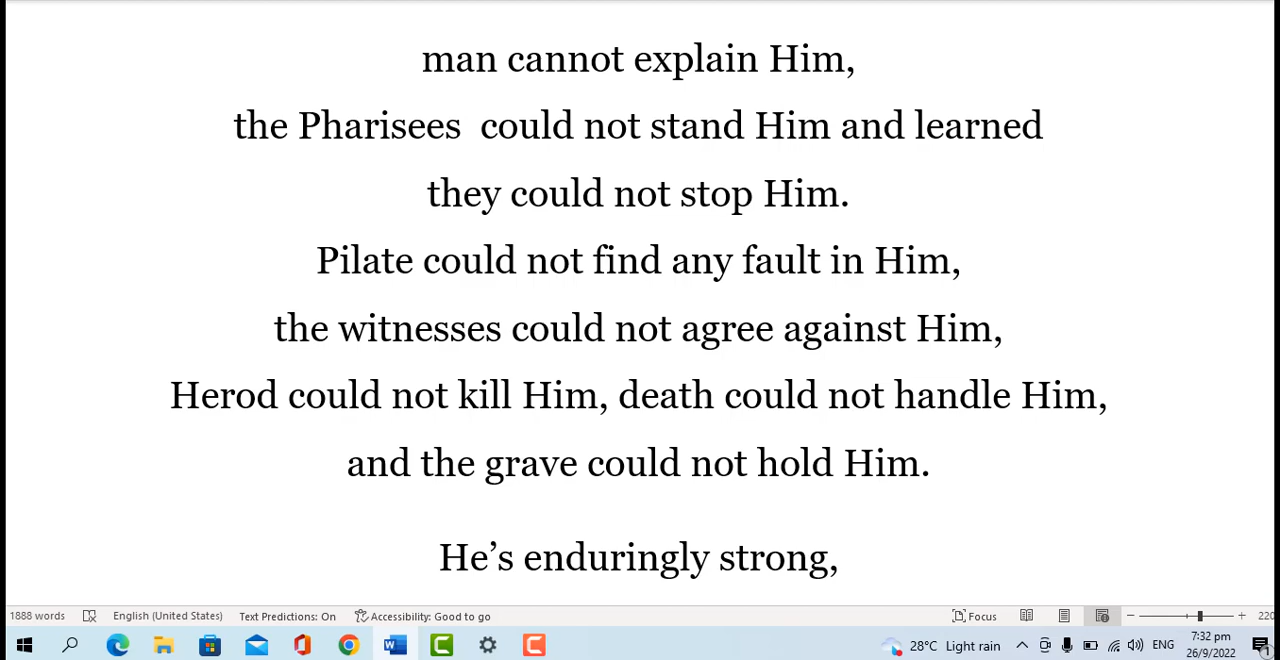 man cannot explain Him,
the Pharisees  could not stand Him and learned
they could not stop Him.
Pilate could not find any fault in Him,
the witnesses could not agree against Him,
Herod could not kill Him, death could not handle Him,
and the grave could not hold Him.
He’s enduringly strong,
1888 words English (United States) Text Predictions: On Accessibility: Good to go Focus 220
28°C Light rain ENG 7:32 pm
26/9/2022 1